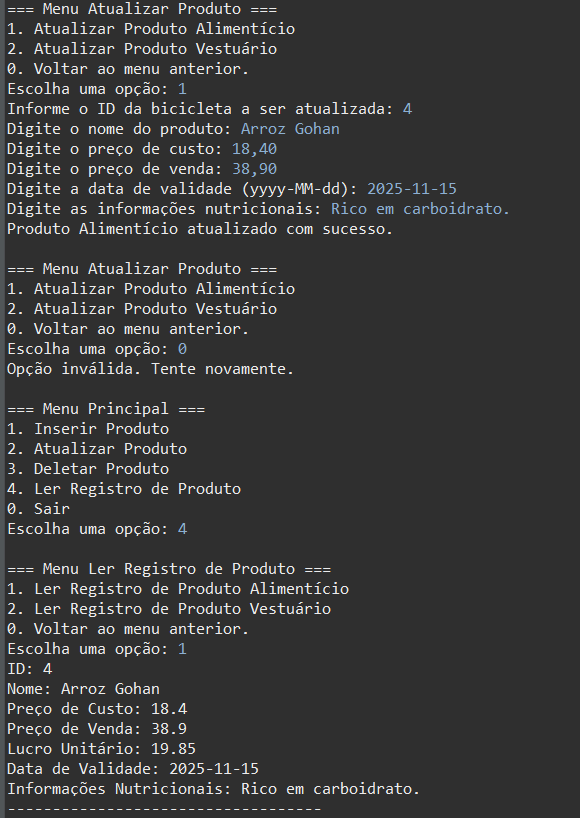 === Menu Atualizar Produto ===
1. Atualizar Produto Alimentício
2. Atualizar Produto Vestuário
0. Voltar ao menu anterior.
Escolha uma opção: 1
Informe o ID da bicicleta a ser atualizada: 4
Digite o nome do produto: Arroz Gohan
Digite o preço de custo: 18,40
Digite o preço de venda: 38,90
Digite a data de validade (yyyy-MM-dd): 2025-11-15
Digite as informações nutricionais: Rico em carboidrato.
Produto Alimentício atualizado com sucesso.

=== Menu Atualizar Produto ===
1. Atualizar Produto Alimentício
2. Atualizar Produto Vestuário
0. Voltar ao menu anterior.
Escolha uma opção: 0
Opção inválida. Tente novamente.

=== Menu Principal ===
1. Inserir Produto
2. Atualizar Produto
3. Deletar Produto
4. Ler Registro de Produto
0. Sair
Escolha uma opção: 4

=== Menu Ler Registro de Produto ===
1. Ler Registro de Produto Alimentício
2. Ler Registro de Produto Vestuário
0. Voltar ao menu anterior.
Escolha uma opção: 1
ID: 4
Nome: Arroz Gohan
Preço de Custo: 18.4
Preço de Venda: 38.9
Lucro Unitário: 19.85
Data de Validade: 2025-11-15
Informações Nutricionais: Rico em carboidrato.
-----------------------------------